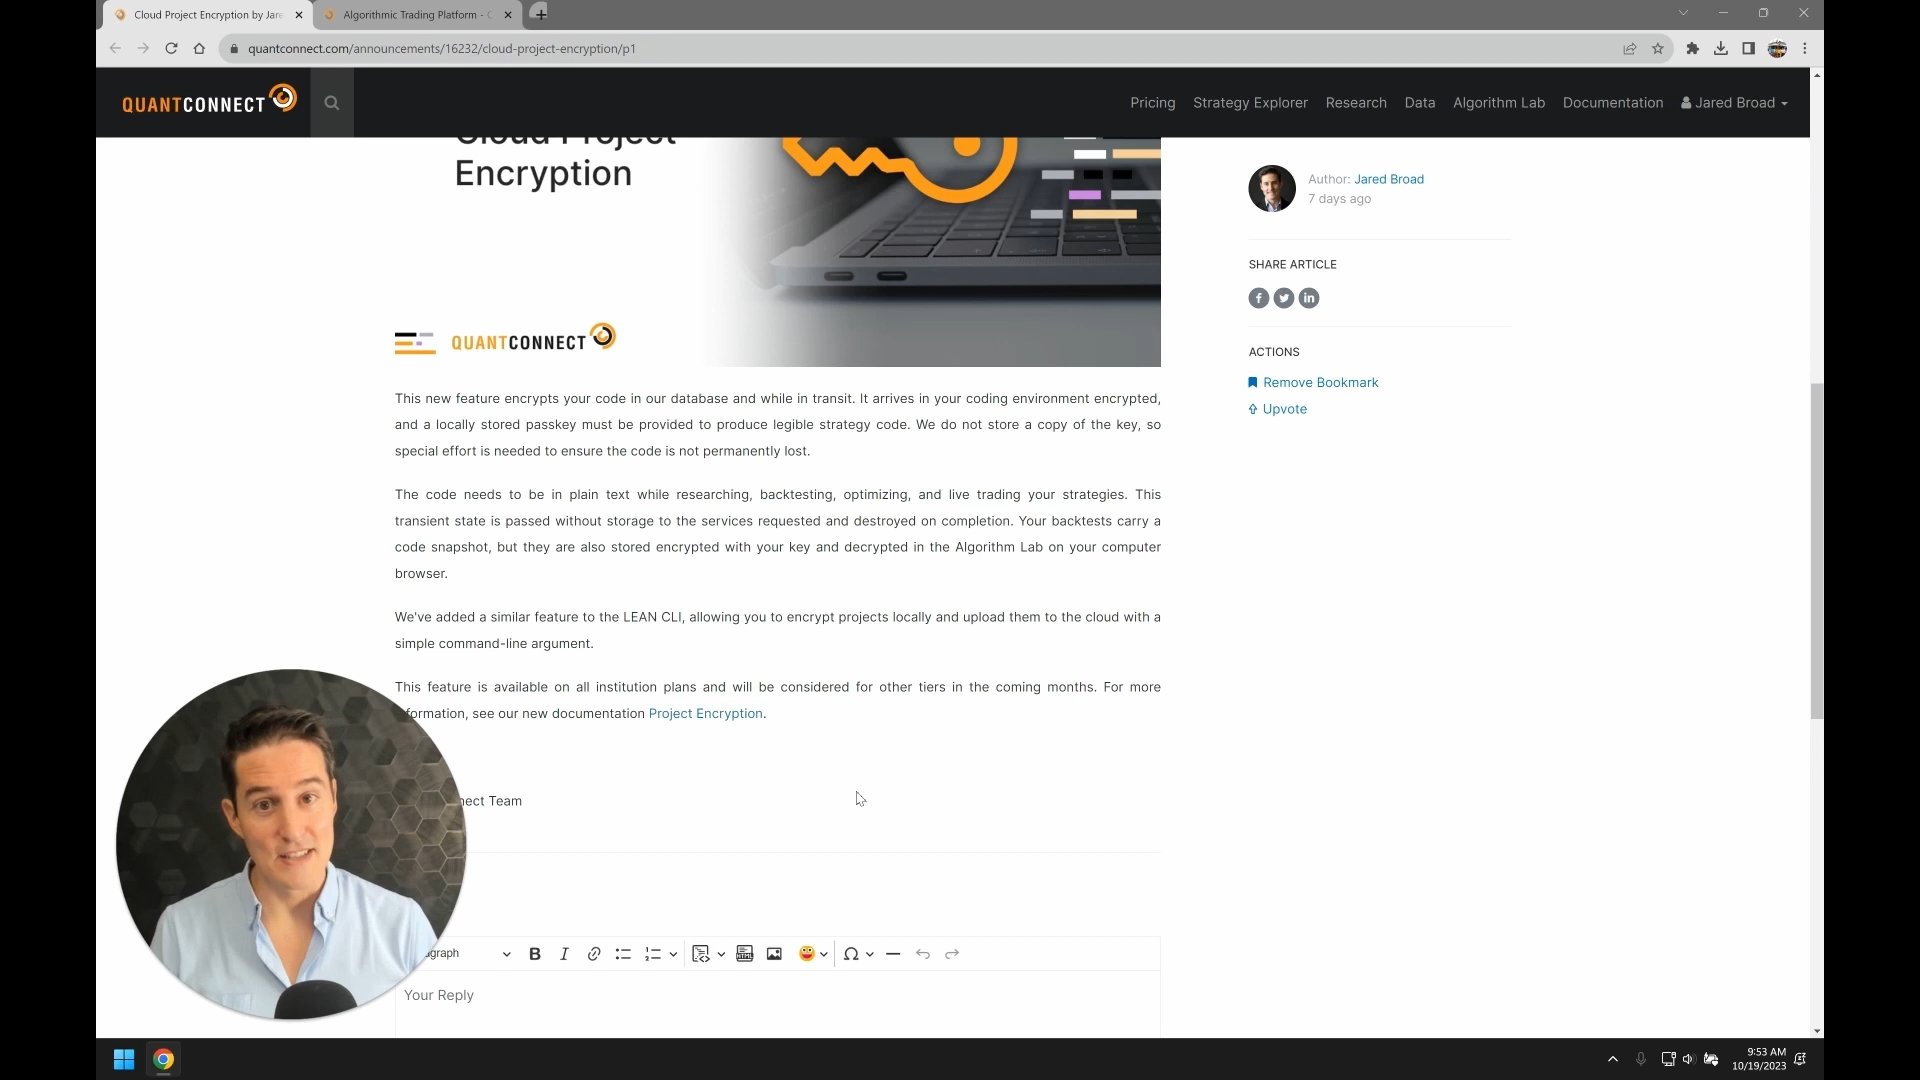 Cloud Project Encryption by Jare
Algorithmic Trading Platform -
quantconnect.com/announcements/16232/cloud-project-encryption/p1
QUANTCONNECT
Pricing
Strategy Explorer
Research
Data
Algorithm Lab
Documentation
Jared Broad
Cloud Project
Encryption
QUANTCONNECT
Author: Jared Broad
7 days ago
SHARE ARTICLE
ACTIONS
Remove Bookmark
Upvote
This new feature encrypts your code in our database and while in transit. It arrives in your coding environment encrypted,
and a locally stored passkey must be provided to produce legible strategy code. We do not store a copy of the key, so
special effort is needed to ensure the code is not permanently lost.
The code needs to be in plain text while researching, backtesting, optimizing, and live trading your strategies. This
transient state is passed without storage to the services requested and destroyed on completion. Your backtests carry a
code snapshot, but they are also stored encrypted with your key and decrypted in the Algorithm Lab on your computer
browser.
We've added a similar feature to the LEAN CLI, allowing you to encrypt projects locally and upload them to the cloud with a
simple command-line argument.
This feature is available on all institution plans and will be considered for other tiers in the coming months. For more
formation, see our new documentation Project Encryption.
nect Team
agraph
Your Reply
9:53 AM
10/19/2023